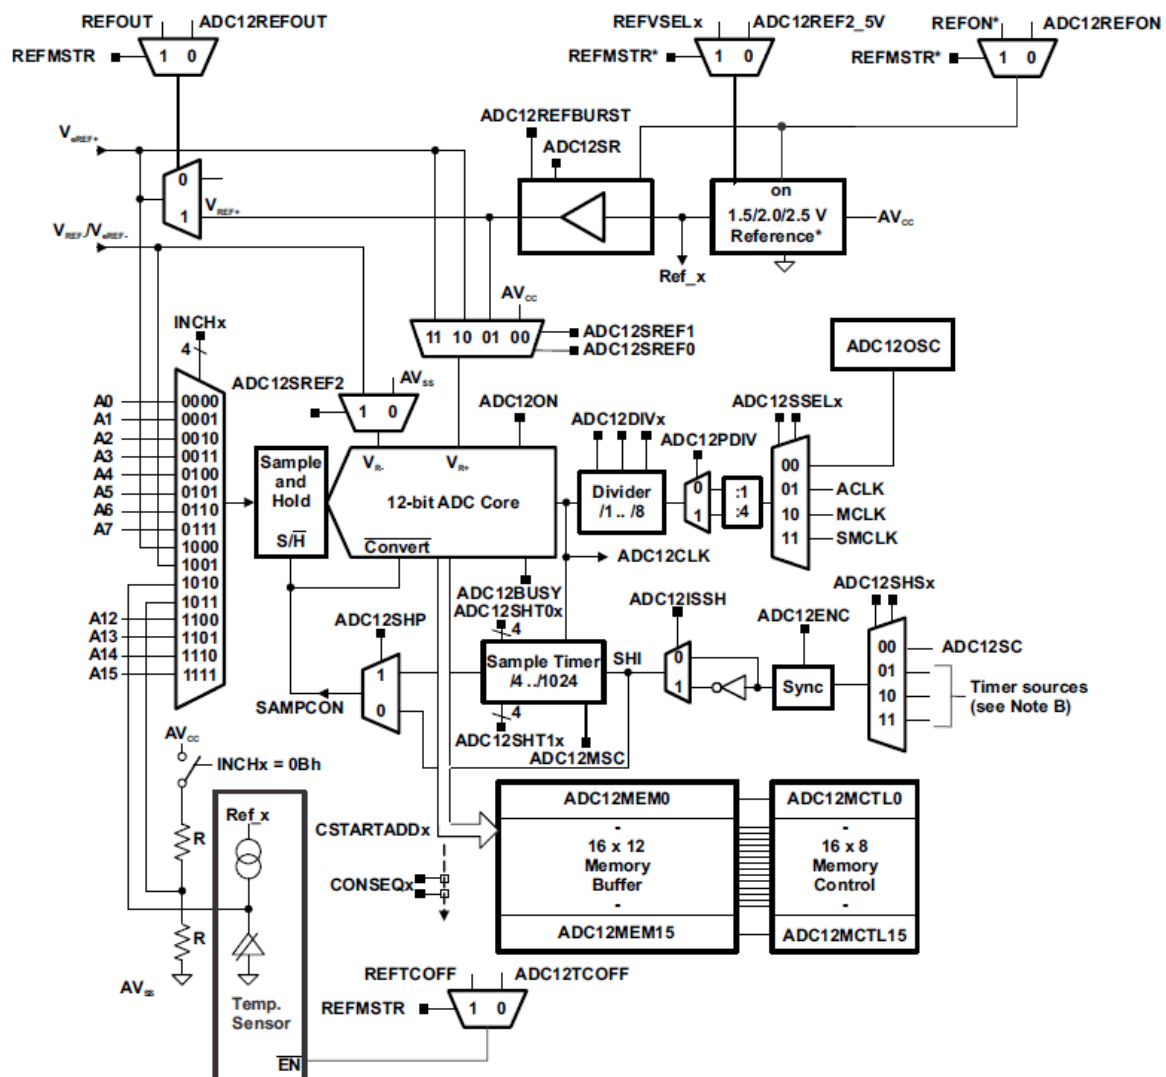 REFOUT ADC12REFOUT
REFMSTR
1 0
REFVSELx ADC12REF2_5V
REFMSTR*
1 0
REFON* ADC12REFON
REFMSTR*
1 0
ADC12REFBURST
ADC12SR
VeREF+
0
1
VREF+
on
1.5/2.0/2.5 V
Reference*
AVCC
VREF-/VeREF-
Ref_x
AVCC
11 10 01 00
ADC12SREF1
ADC12SREF0
INCHx
4
ADC12SREF2
AVSS
1 0
ADC12ON
ADC12OSC
A0 0000
A1 0001
A2 0010
A3 0011
A4 0100
A5 0101
A6 0110
A7 0111
1000
1001
1010
1011
A12 1100
A13 1101
A14 1110
A15 1111
Sample
and
Hold
S/H
VR- VR+
12-bit ADC Core
Convert
ADC12DIVx
Divider
/1 .. /8
ADC12PDIV
0
1
:1
:4
ADC12SSELx
00
01 ACLK
10 MCLK
11 SMCLK
ADC12CLK
ADC12BUSY
ADC12SHT0x
4
ADC12SHP
1
0
SAMPCON
Sample Timer
/4 ../1024
SHI
4
ADC12SHT1x
ADC12MSC
ADC12ISSH
0
1
ADC12ENC
Sync
ADC12SHSx
00 ADC12SC
01
10
11
Timer sources
(see Note B)
AVCC
INCHx = 0Bh
R
R
AVSS
Ref_x
Temp.
Sensor
EN
CSTARTADDx
CONSEQx
ADC12MEM0
-
16 x 12
Memory
Buffer
-
ADC12MEM15
ADC12MCTL0
-
16 x 8
Memory
Control
-
ADC12MCTL15
REFTCOFF ADC12TCOFF
REFMSTR
1 0